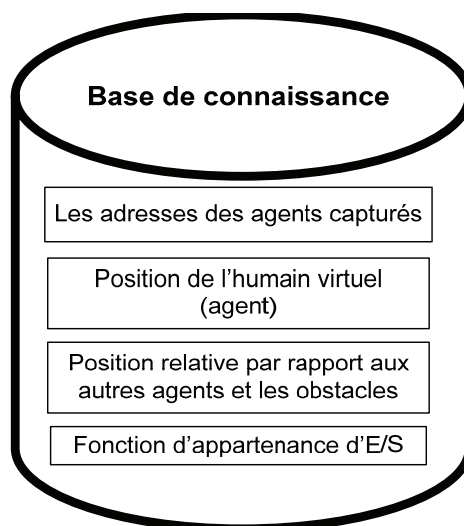 Base de connaissance
Les adresses des agents capturés
Position de l’humain virtuel
(agent)
Position relative par rapport aux
autres agents et les obstacles
Fonction d’appartenance d’E/S